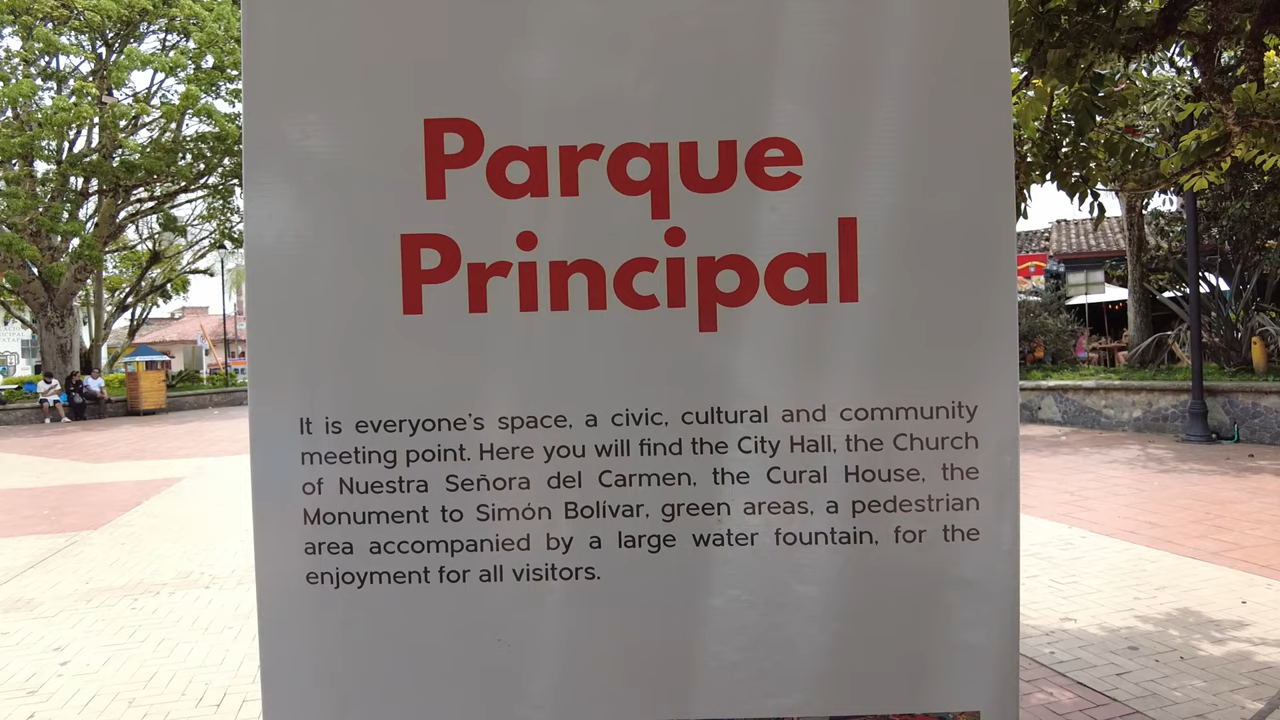 Parque
Principal
It is everyone's space, a civic, cultural and community
meeting point. Here you will find the City Hall, the Church
of Nuestra Señora del Carmen, the Cural House, the
Monument to Simón Bolívar, green areas, a pedestrian
area accompanied by a large water fountain, for the
enjoyment for all visitors.